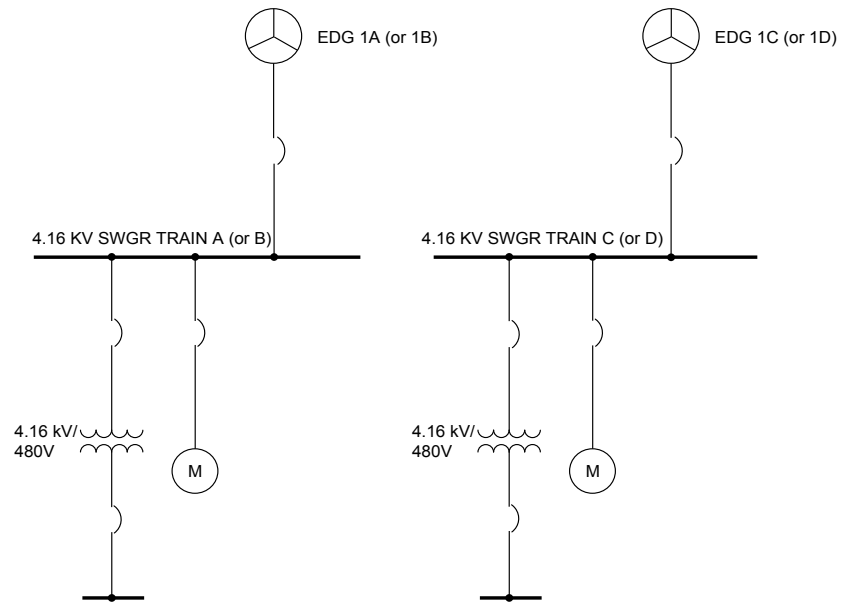 EDG 1A (or 1B)
EDG 1C (or 1D)
4.16 KV SWGR TRAIN A (or B)
4.16 KV SWGR TRAIN C (or D)
4.16 kV/
480V
M
4.16 kV/
480V
M